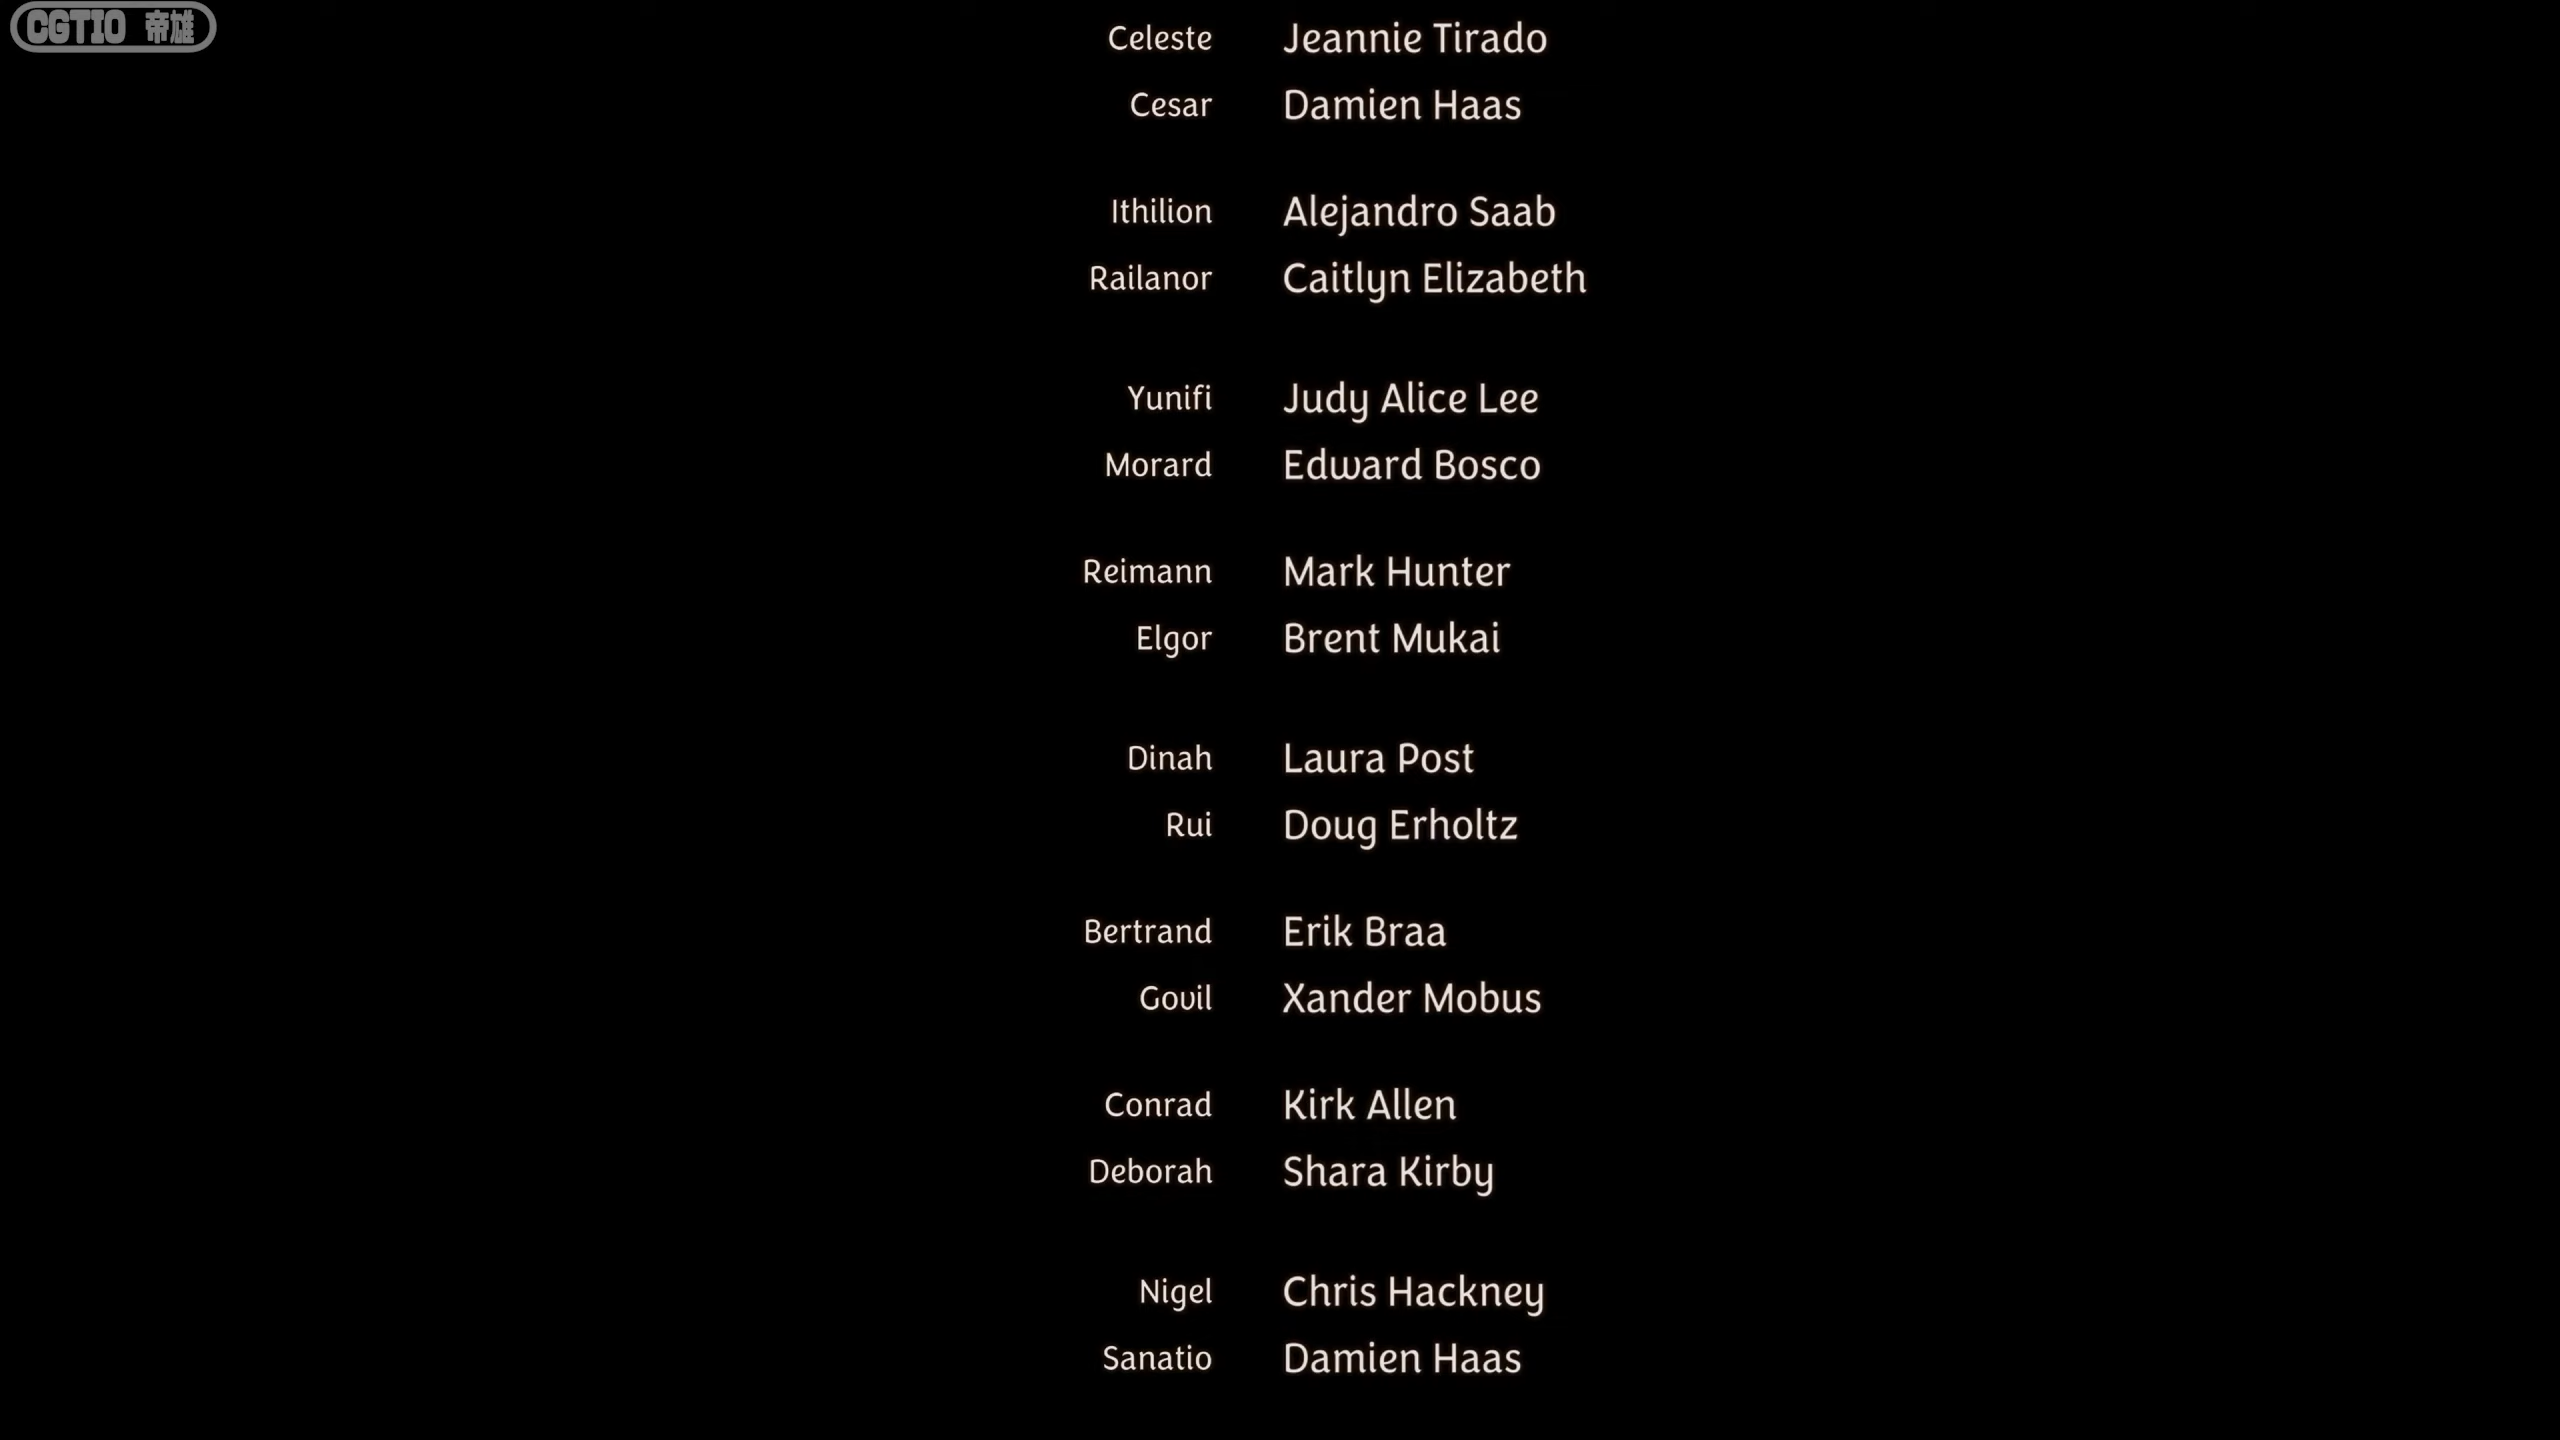 CGTIO 帝雄
Celeste Jeannie Tirado
Cesar Damien Haas
Ithilion Alejandro Saab
Railanor Caitlyn Elizabeth
Yunifi Judy Alice Lee
Morard Edward Bosco
Reimann Mark Hunter
Elgor Brent Mukai
Dinah Laura Post
Rui Doug Erholtz
Bertrand Erik Braa
Govil Xander Mobus
Conrad Kirk Allen
Deborah Shara Kirby
Nigel Chris Hackney
Sanatio Damien Haas